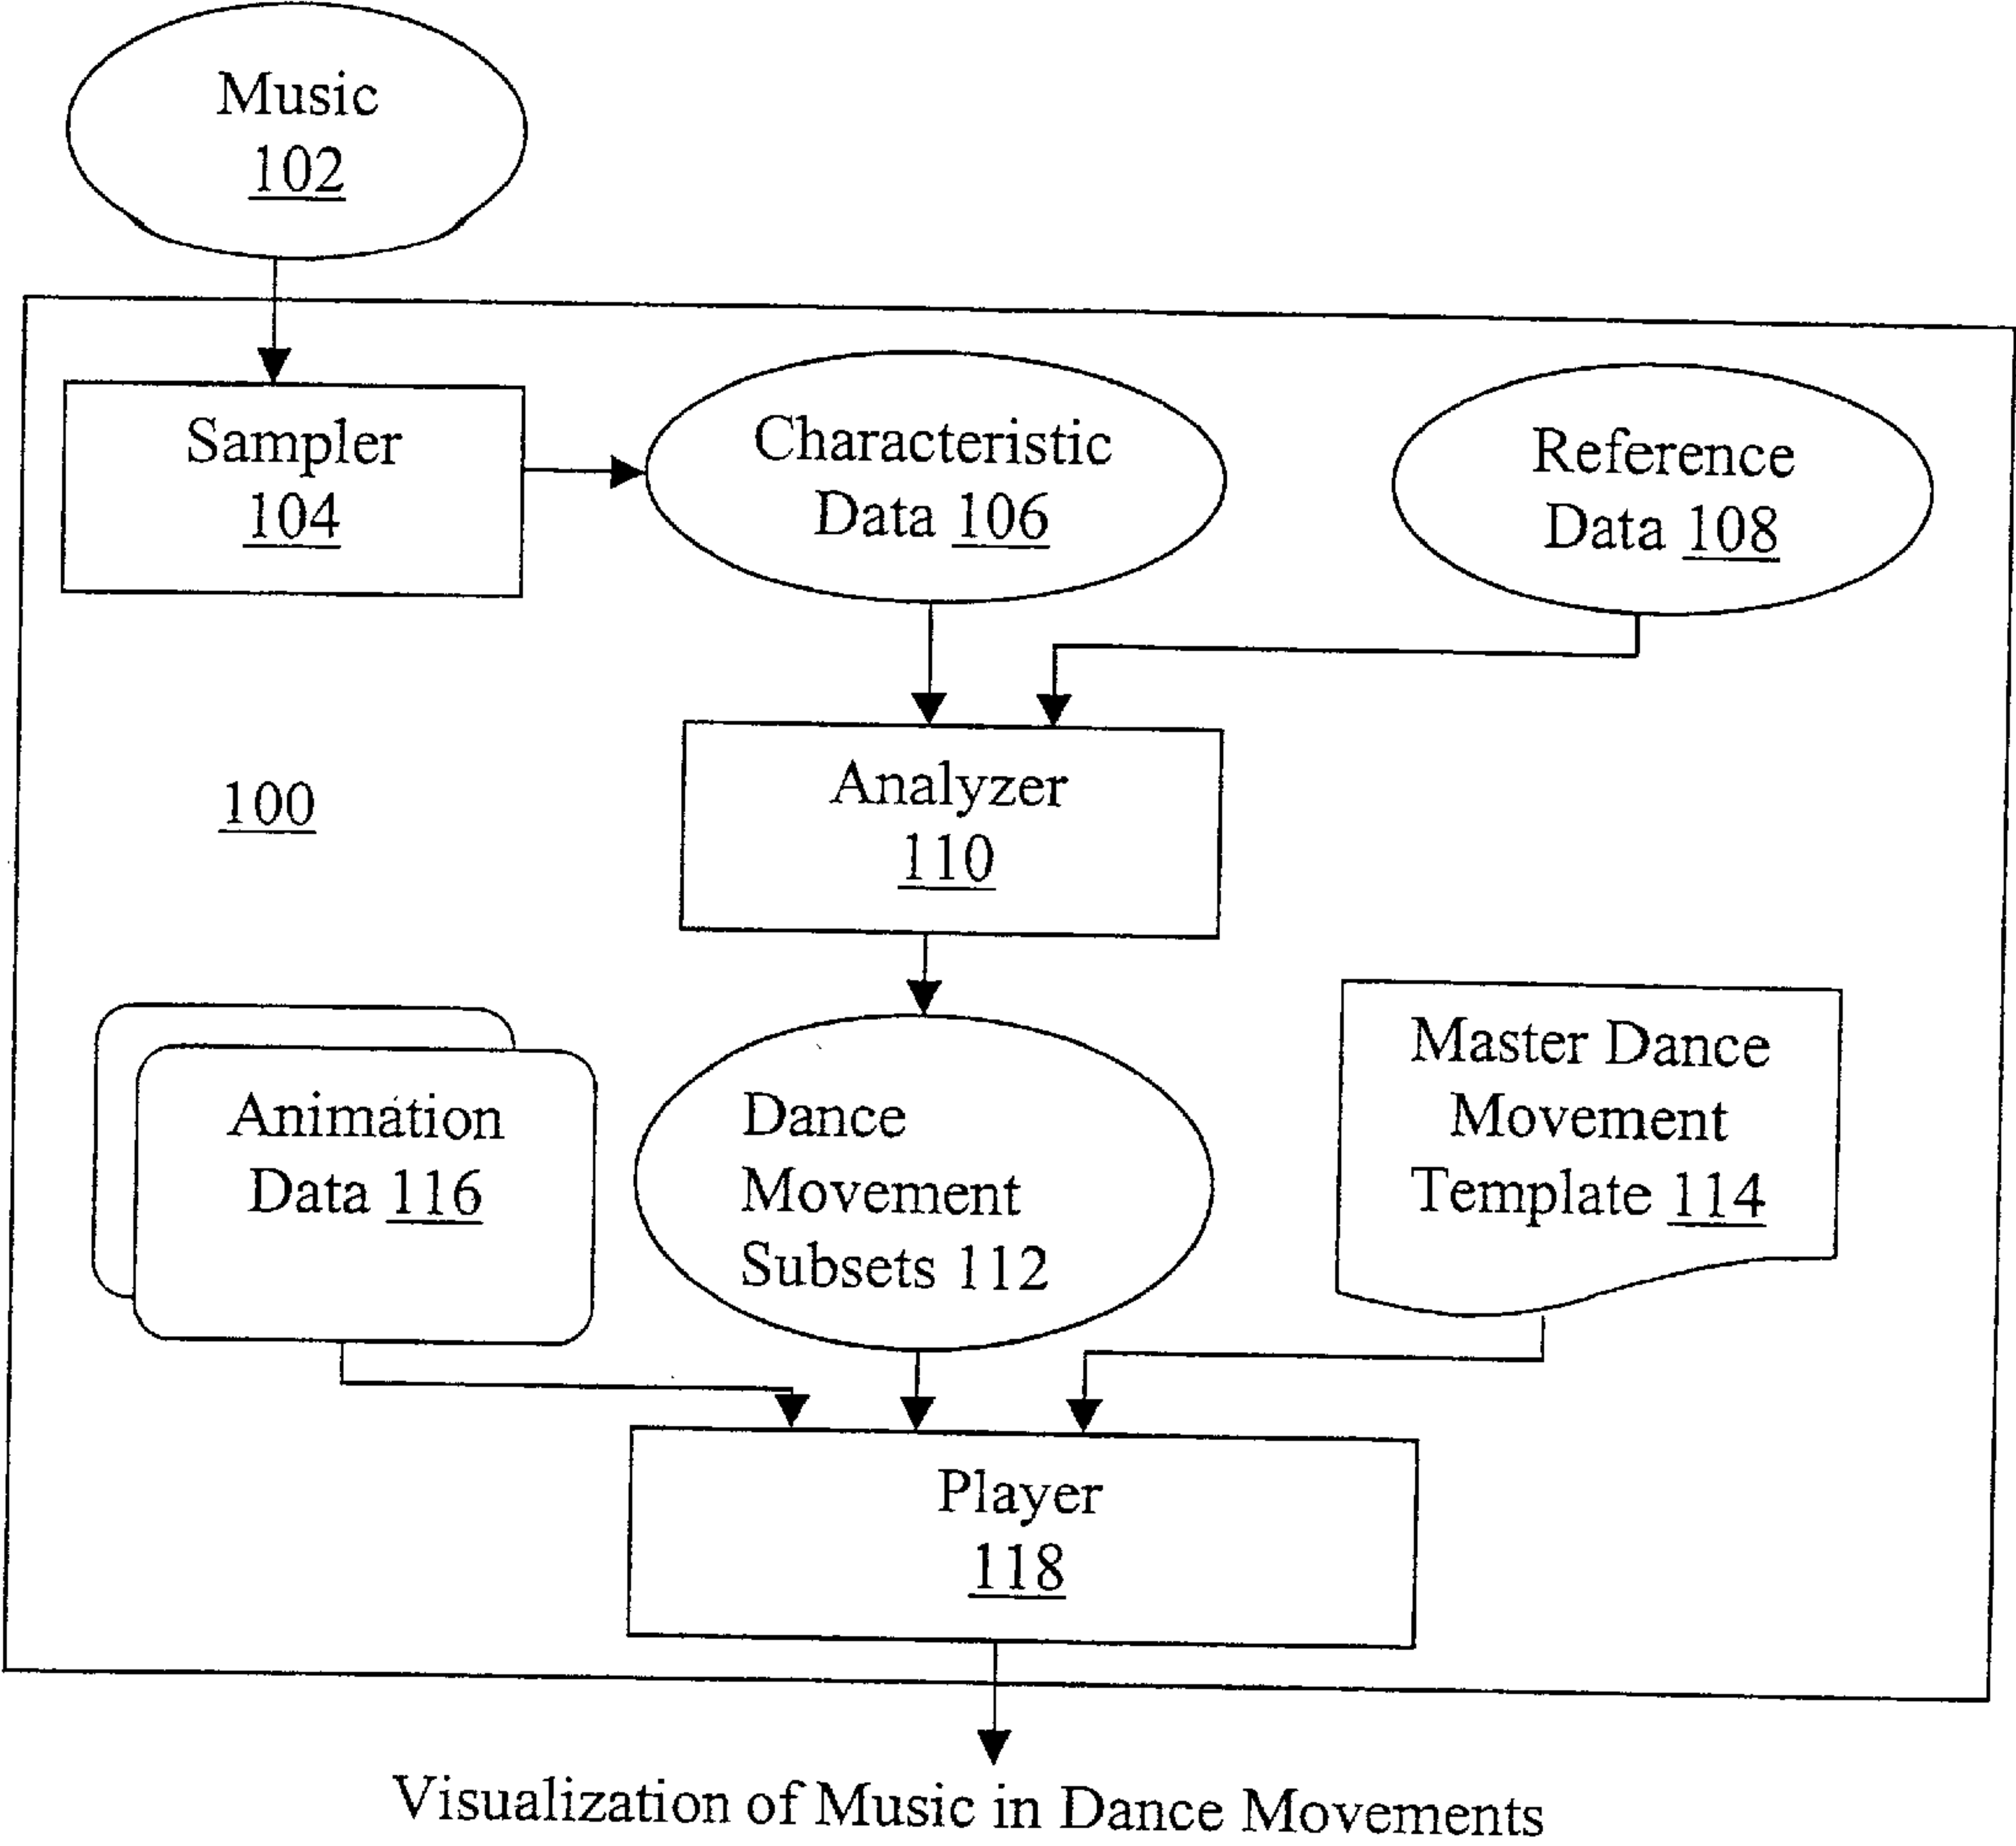 Music
102
Sampler
104
Characteristic
Data 106
Reference
Data 108
100
Analyzer
110
Animation
Data 116
Dance
Movement
Subsets 112
Master Dance
Movement
Template 114
Player
118
Visualization of Music in Dance Movements